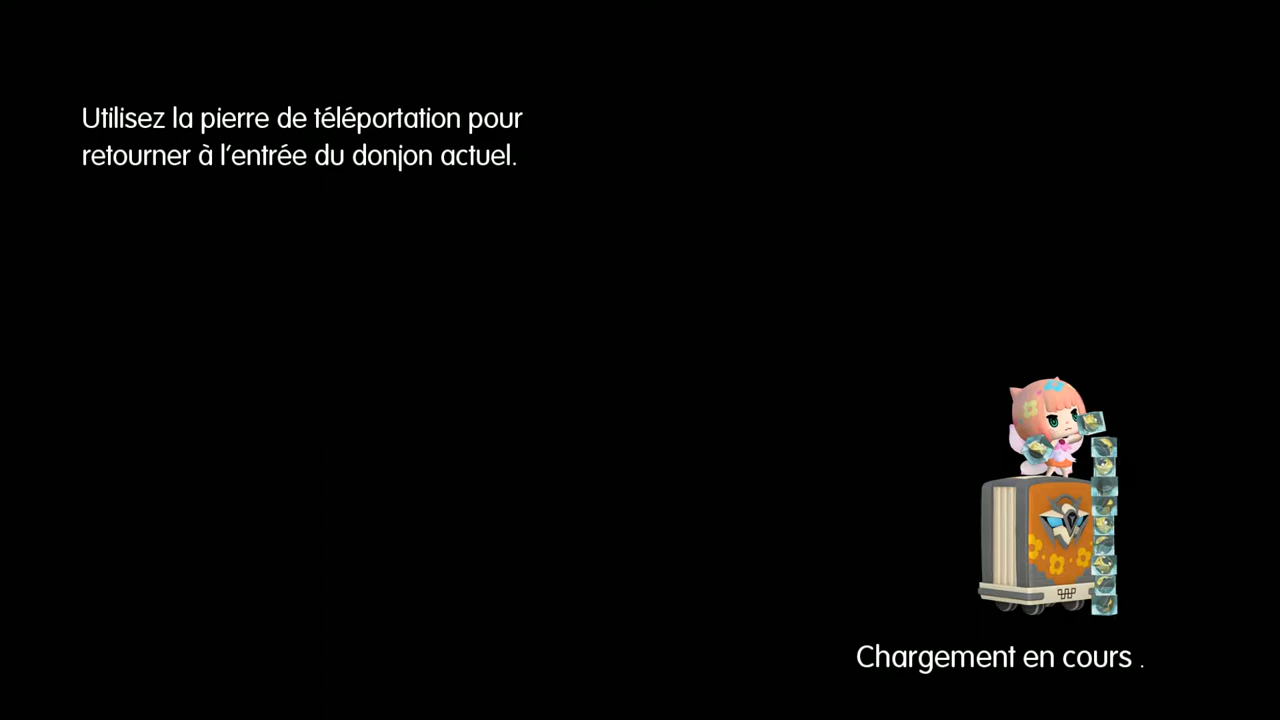 Utilisez la pierre de téléportation pour
retourner à l'entrée du donjon actuel.
Chargement en cours .